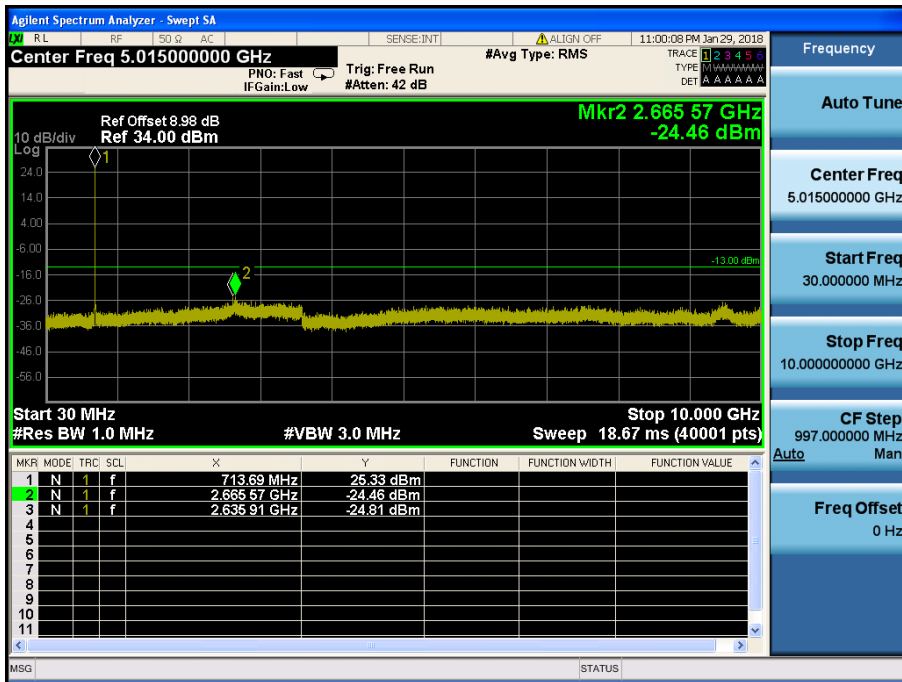 Agilent Spectrum Analyzer - Swept SA
LXI RL RF 50 Ω AC SENSE:INT ALIGN OFF 11:00:08 PM Jan 29, 2018
Center Freq 5.015000000 GHz #Avg Type: RMS TRACE 1 2 3 4 5 6
PNO: Fast Trig: Free Run TYPE MWWWWW
IFGain:Low #Atten: 42 dB DET A A A A A A
Mkr2 2.665 57 GHz
-24.46 dBm
Ref Offset 8.98 dB
10 dB/div Ref 34.00 dBm
Log
1
24.0
14.0
4.00
-6.00
-13.00 dBm
-16.0
2
-26.0
-36.0
-46.0
-56.0
Start 30 MHz Stop 10.000 GHz
#Res BW 1.0 MHz #VBW 3.0 MHz Sweep 18.67 ms (40001 pts)
MKR MODE TRC SCL X Y FUNCTION FUNCTION WIDTH FUNCTION VALUE
1 N 1 f 713.69 MHz 25.33 dBm
2 N 1 f 2.665 57 GHz -24.46 dBm
3 N 1 f 2.635 91 GHz -24.81 dBm
4
5
6
7
8
9
10
11
MSG STATUS
Frequency
Auto Tune
Center Freq
5.015000000 GHz
Start Freq
30.000000 MHz
Stop Freq
10.000000000 GHz
CF Step
997.000000 MHz
Auto Man
Freq Offset
0 Hz